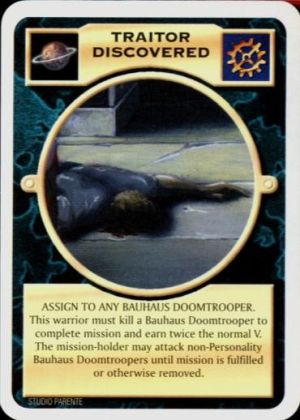 TRAITOR
DISCOVERED
ASSIGN TO ANY BAUHAUS DOOMTROOPER.
This warrior must kill a Bauhaus Doomtrooper to
complete mission and earn twice the normal V.
The mission-holder may attack non-Personality
Bauhaus Doomtroopers until mission is fulfilled
or otherwise removed.
STUDIO PARENTE